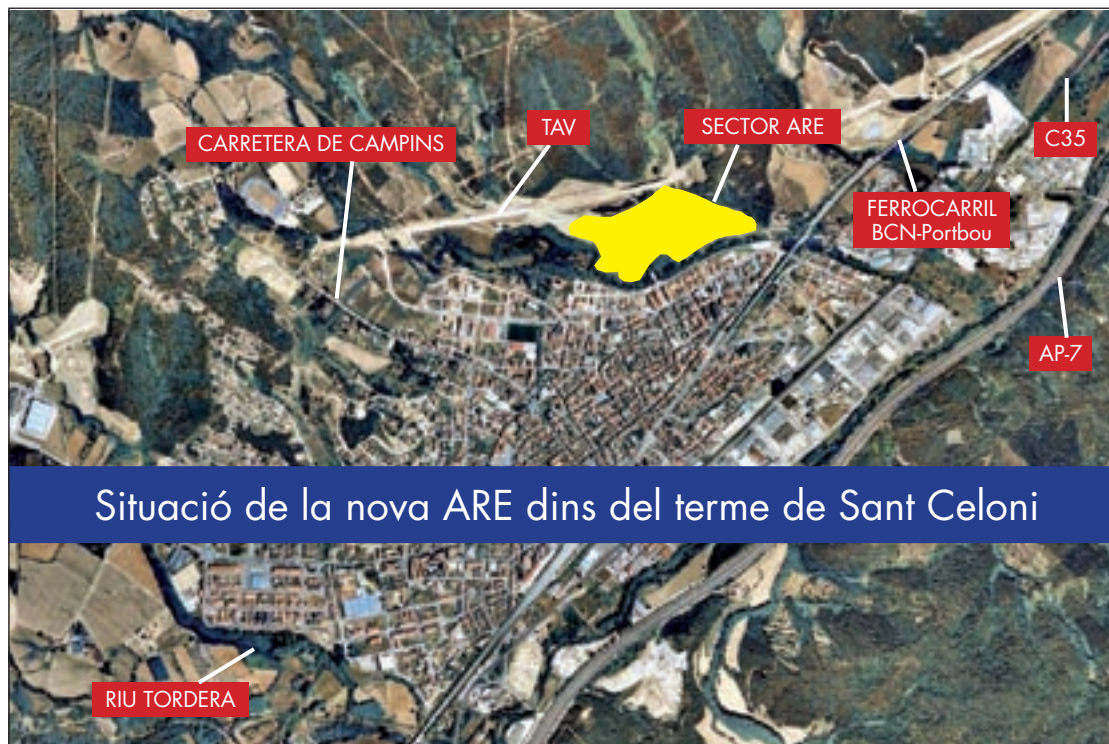 CARRETERA DE CAMPINS
TAV
SECTOR ARE
C35
FERROCARRIL
BCN-Portbou
AP-7
Situació de la nova ARE dins del terme de Sant Celoni
RIU TORDERA